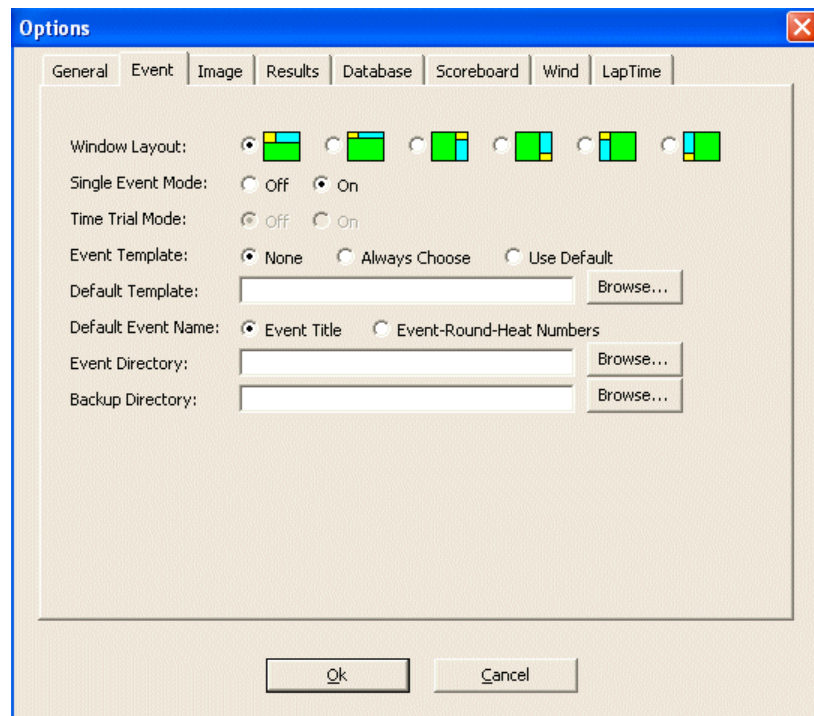 Options
General Event Image Results Database Scoreboard Wind LapTime
Window Layout:
Single Event Mode: Off On
Time Trial Mode: Off On
Event Template: None Always Choose Use Default
Default Template: Browse...
Default Event Name: Event Title Event-Round-Heat Numbers
Event Directory: Browse...
Backup Directory: Browse...
Ok Cancel